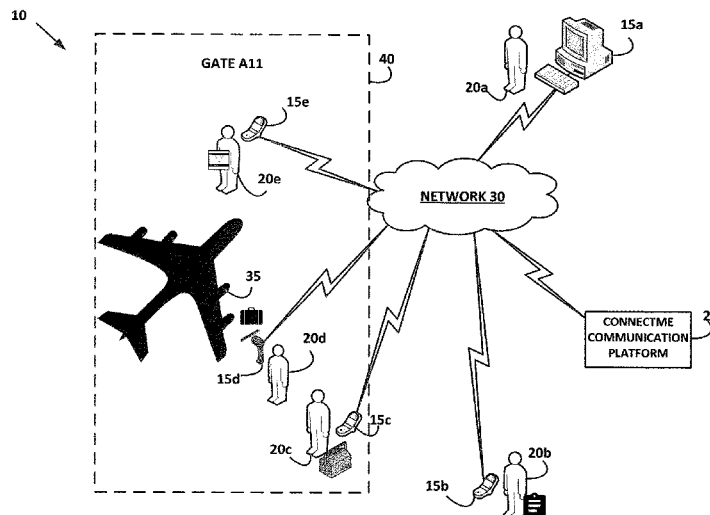 10
GATE A11
40
15a
20a
15e
20e
NETWORK 30
35
CONNECTME
COMMUNICATION
PLATFORM
15d
20d
15c
20c
20b
15b